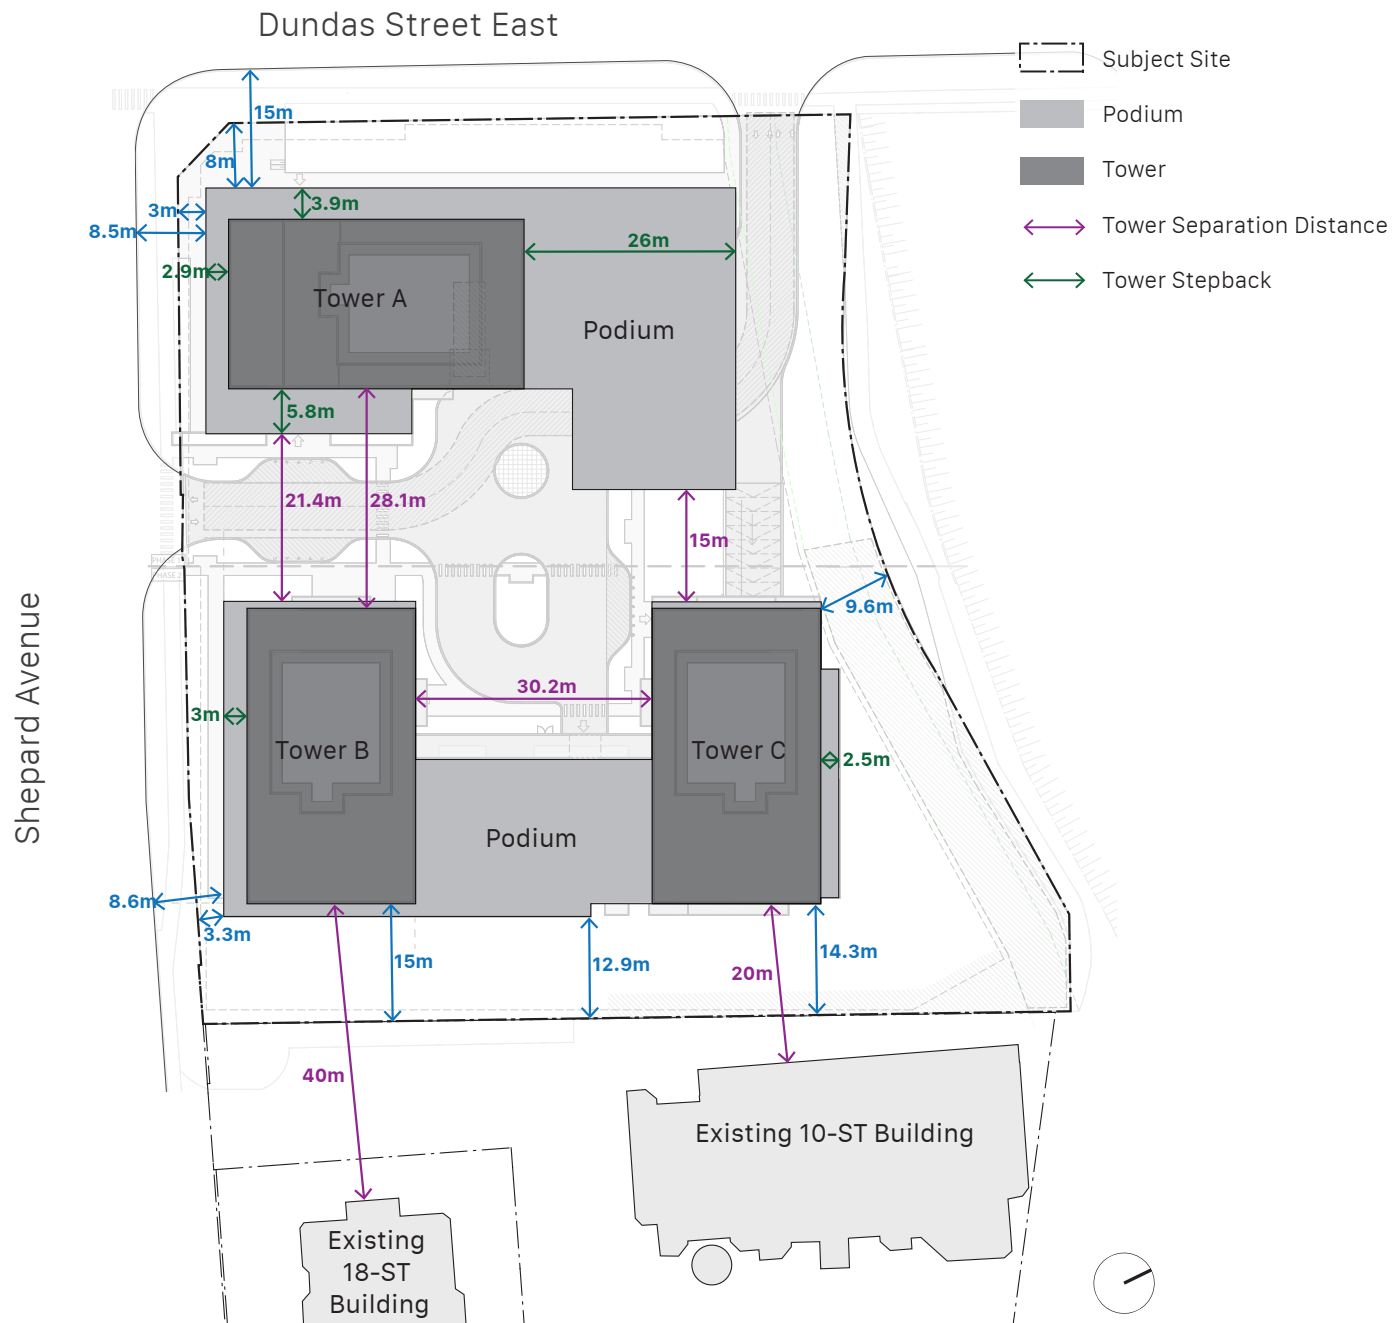 Dundas Street East
Subject Site
Podium
Tower
Tower Separation Distance
Tower Stepback
15m
8m
3m
8.5m
3.9m
26m
2.9m
Tower A
Podium
5.8m
21.4m
28.1m
15m
PHASE 2
9.6m
Shepard Avenue
30.2m
3m
Tower B
Tower C
2.5m
Podium
8.6m
3.3m
15m
12.9m
14.3m
20m
40m
Existing 10-ST Building
Existing
18-ST
Building